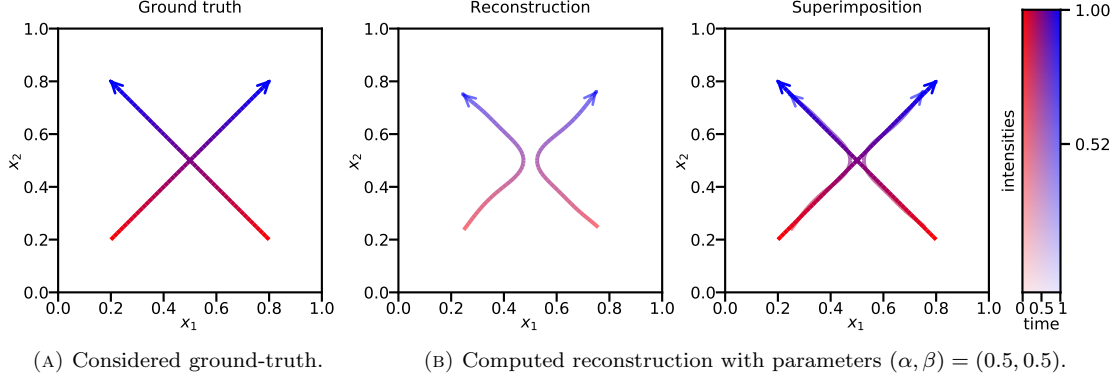 Ground truth
Reconstruction
Superimposition
1.0
0.8
0.6
0.4
0.2
0.0
x2
0.0 0.2 0.4 0.6 0.8 1.0
x1
1.0
0.8
0.6
0.4
0.2
0.0
x2
0.0 0.2 0.4 0.6 0.8 1.0
x1
1.0
0.8
0.6
0.4
0.2
0.0
x2
0.0 0.2 0.4 0.6 0.8 1.0
x1
intensities
1.00
0.52
0 0.5 1
time
(A) Considered ground-truth.
(B) Computed reconstruction with parameters (α, β) = (0.5, 0.5).